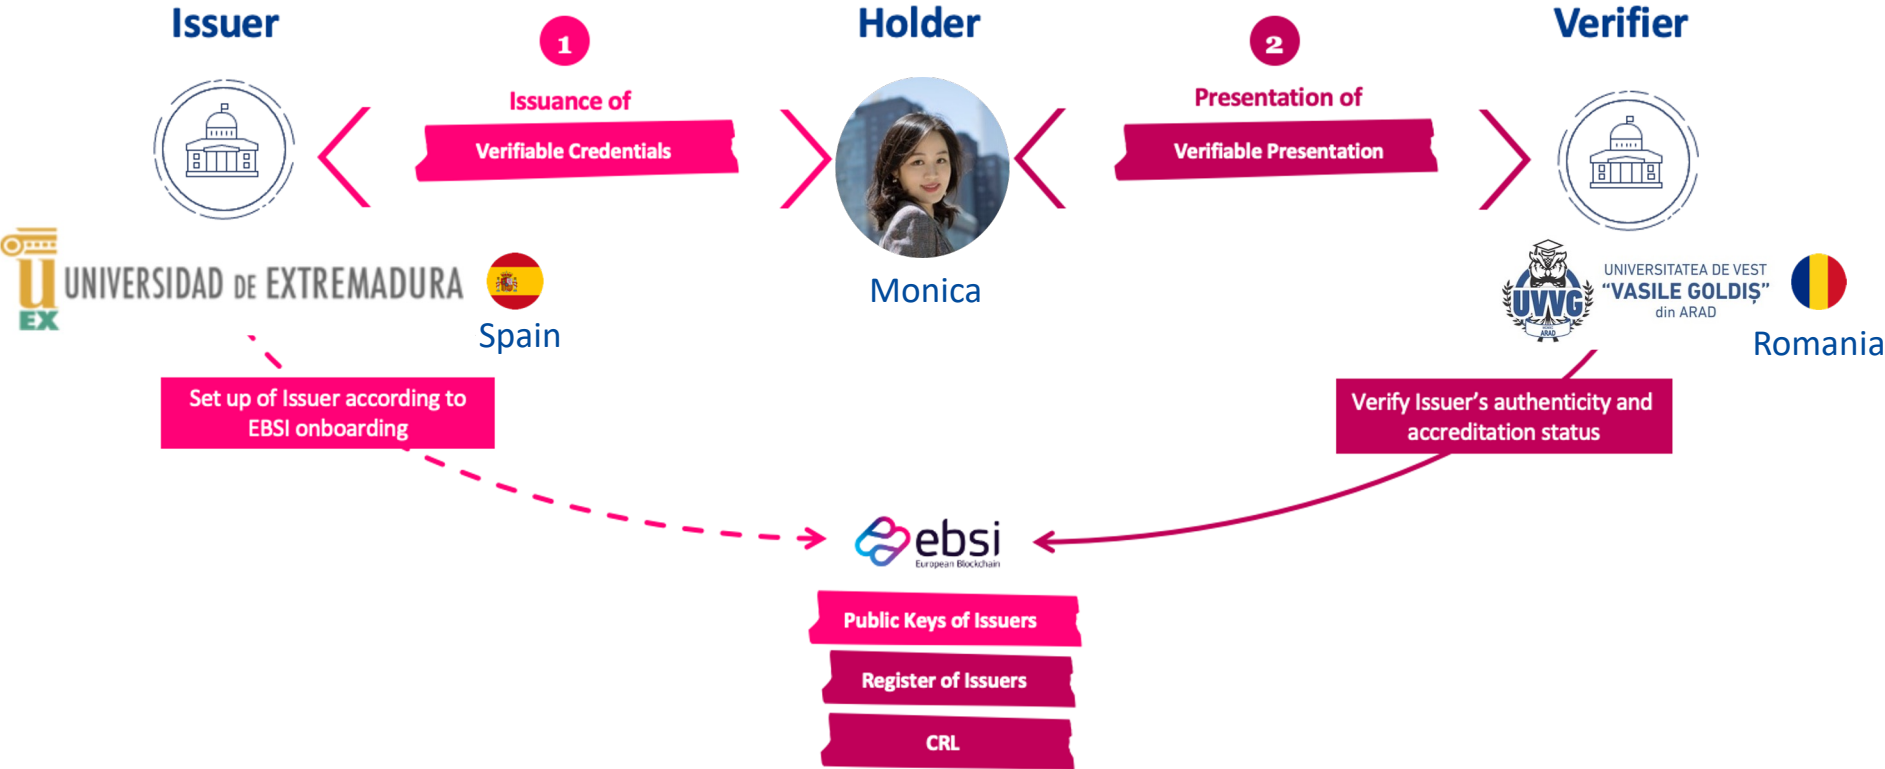 Issuer
1
Holder
2
Verifier
Issuance of
Verifiable Credentials
Presentation of
Verifiable Presentation
UNIVERSIDAD DE EXTREMADURA
EX
Spain
Monica
UVVG
ARAD
UNIVERSITATEA DE VEST
“VASILE GOLDIȘ”
din ARAD
Romania
Set up of Issuer according to
EBSI onboarding
Verify Issuer’s authenticity and
accreditation status
ebsi
European Blockchain
Public Keys of Issuers
Register of Issuers
CRL